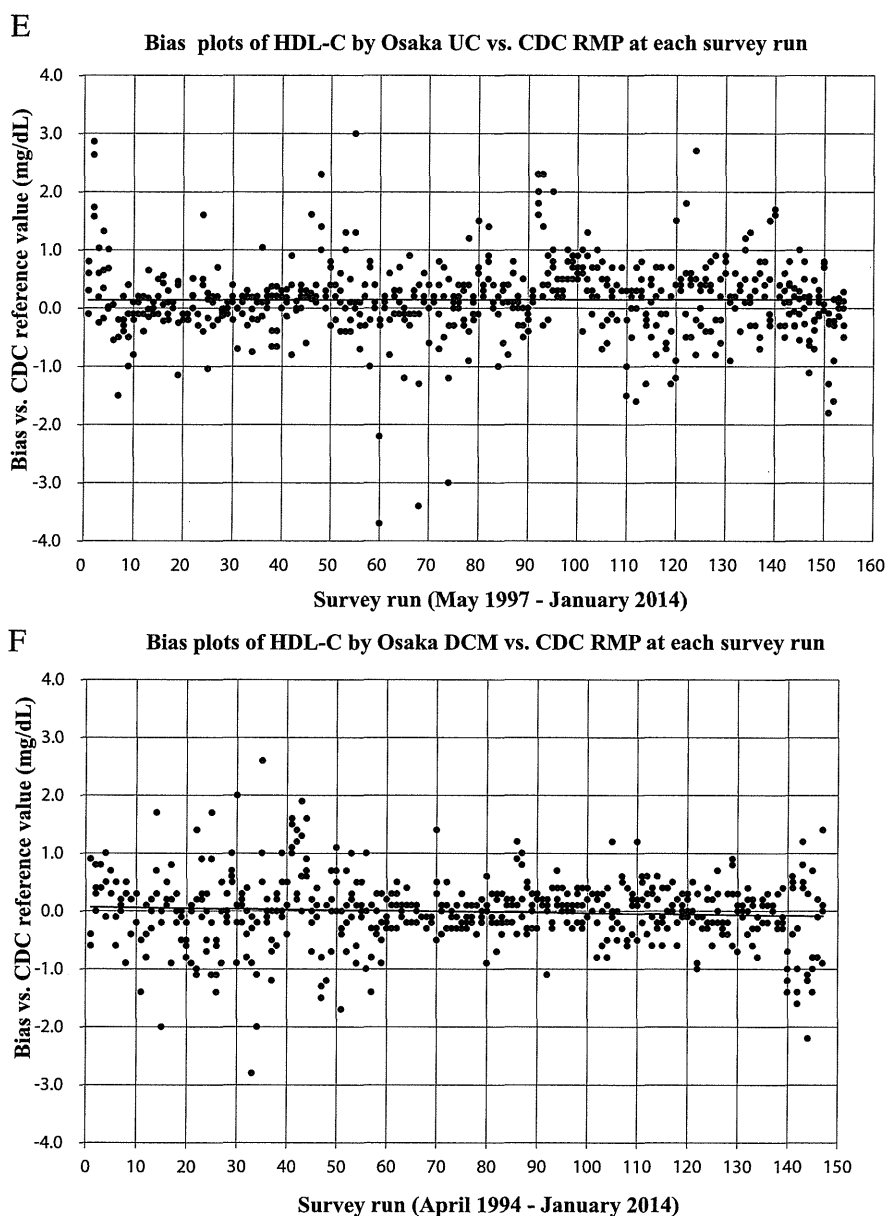 E
Bias plots of HDL-C by Osaka UC vs. CDC RMP at each survey run
Bias vs. CDC reference value (mg/dL)
4.0
3.0
2.0
1.0
0.0
-1.0
-2.0
-3.0
-4.0
0 10 20 30 40 50 60 70 80 90 100 110 120 130 140 150 160
Survey run (May 1997 - January 2014)
F
Bias plots of HDL-C by Osaka DCM vs. CDC RMP at each survey run
Bias vs. CDC reference value (mg/dL)
4.0
3.0
2.0
1.0
0.0
-1.0
-2.0
-3.0
-4.0
0 10 20 30 40 50 60 70 80 90 100 110 120 130 140 150
Survey run (April 1994 - January 2014)